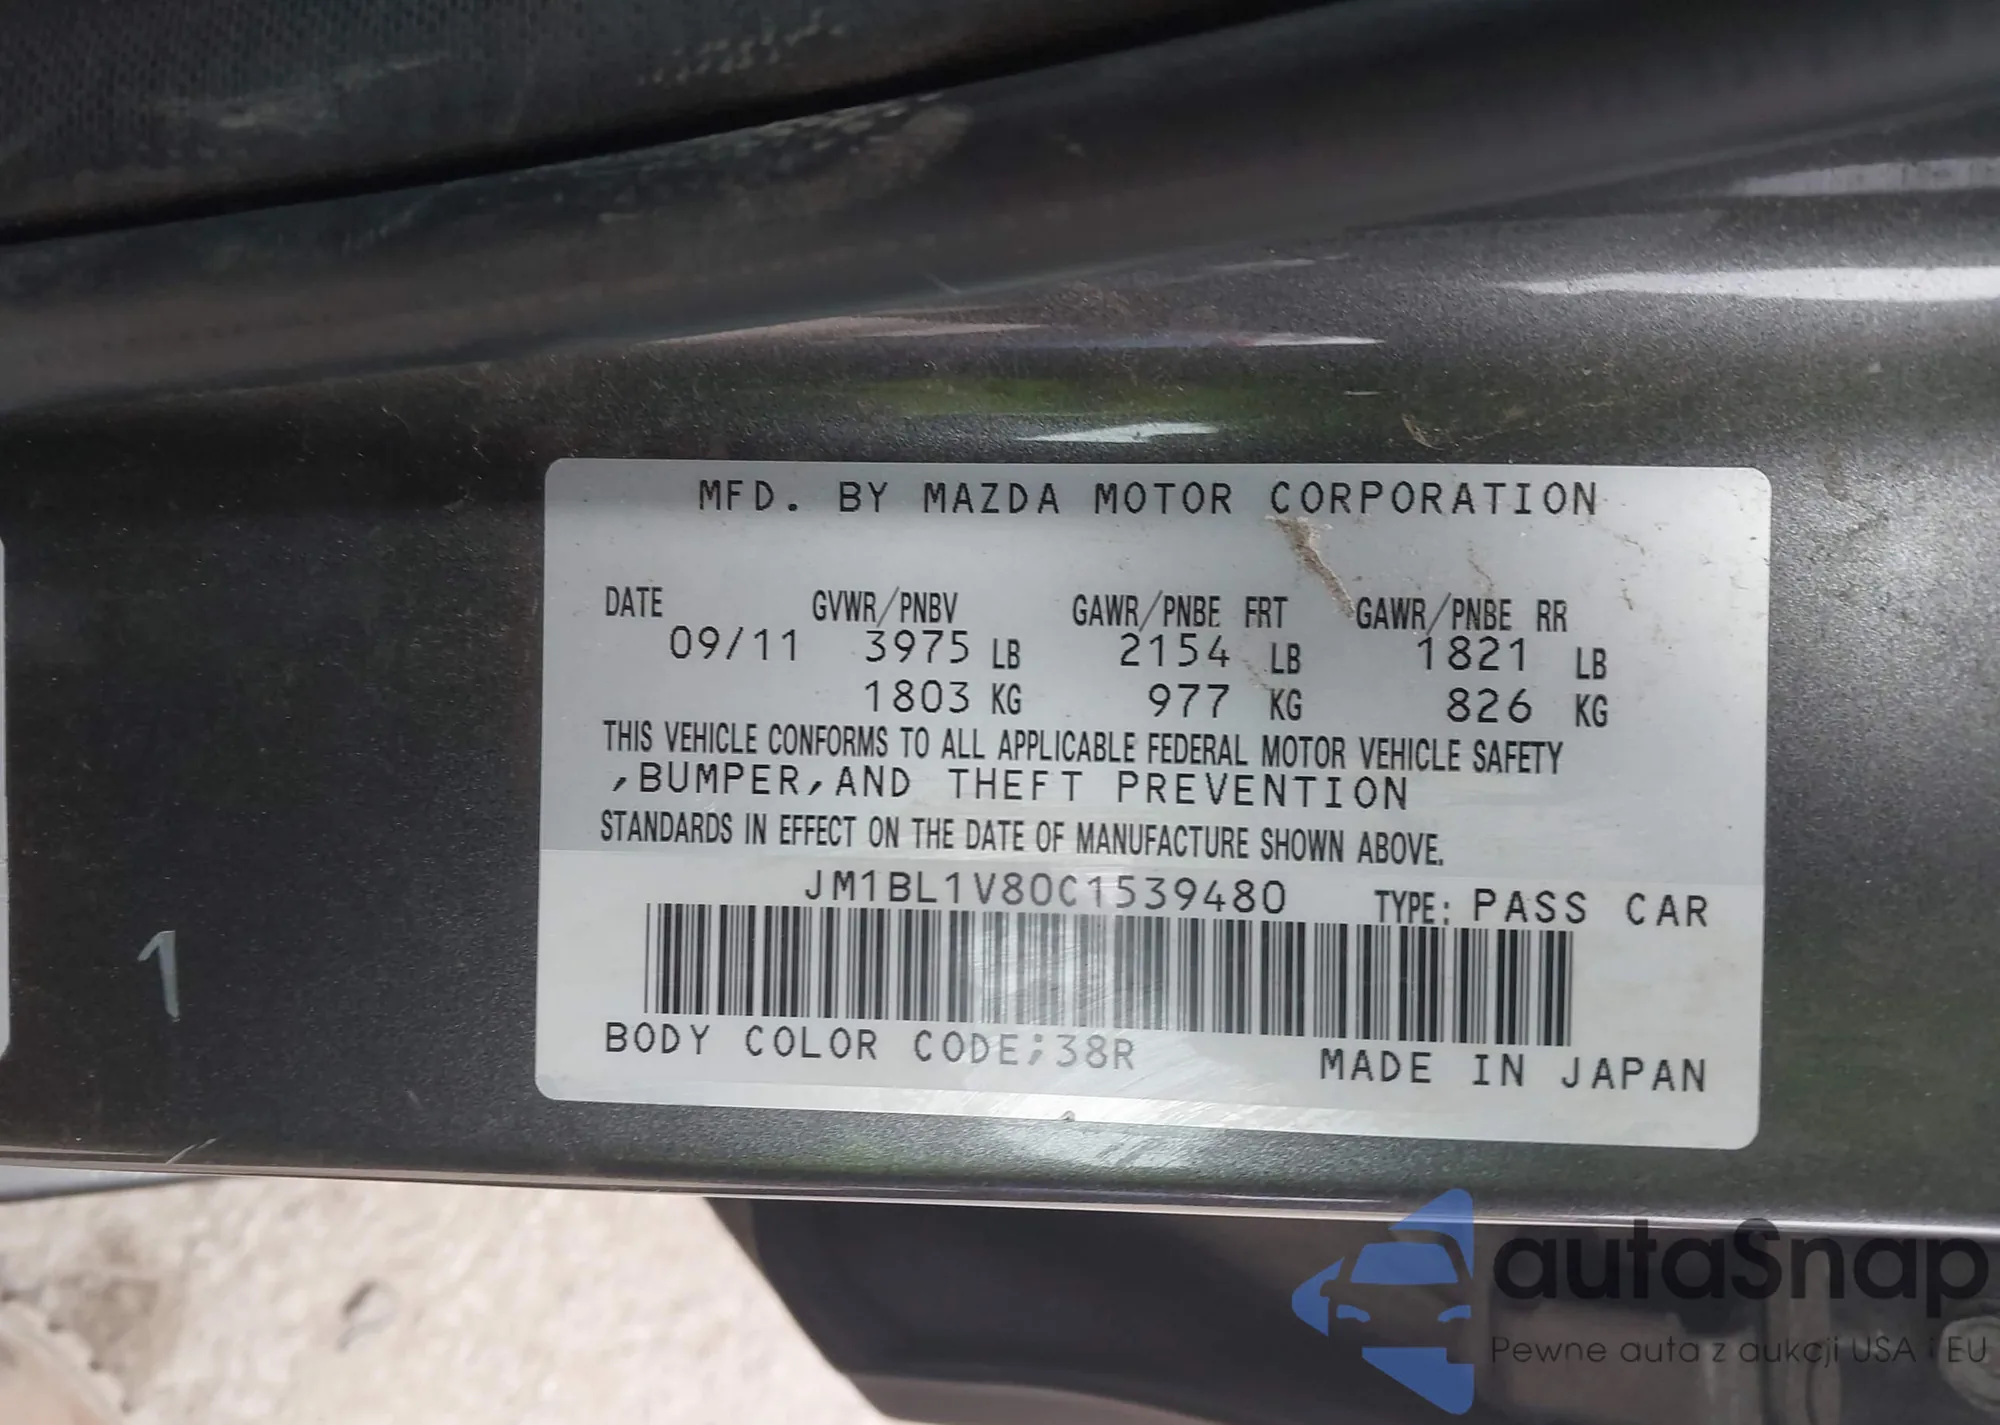 MFD. BY MAZDA MOTOR CORPORATION
DATE GVWR/PNBV GAWR/PNBE FRT GAWR/PNBE RR
09/11 3975 LB 2154 LB 1821 LB
1803 KG 977 KG 826 KG
THIS VEHICLE CONFORMS TO ALL APPLICABLE FEDERAL MOTOR VEHICLE SAFETY
,BUMPER,AND THEFT PREVENTION
STANDARDS IN EFFECT ON THE DATE OF MANUFACTURE SHOWN ABOVE.
JM1BL1V80C1539480 TYPE: PASS CAR
BODY COLOR CODE;38R MADE IN JAPAN
1
autaSnap
Pewne auta z aukcji USA i EU